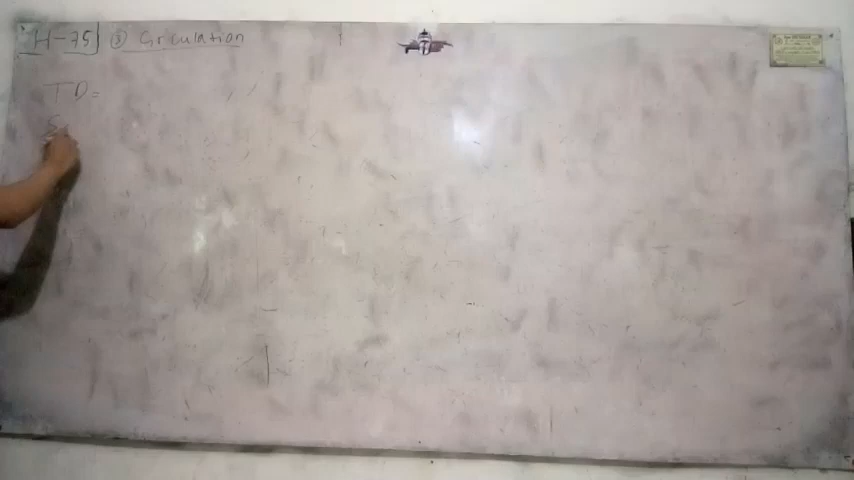 H-75 ③ Circulation
TD=
S